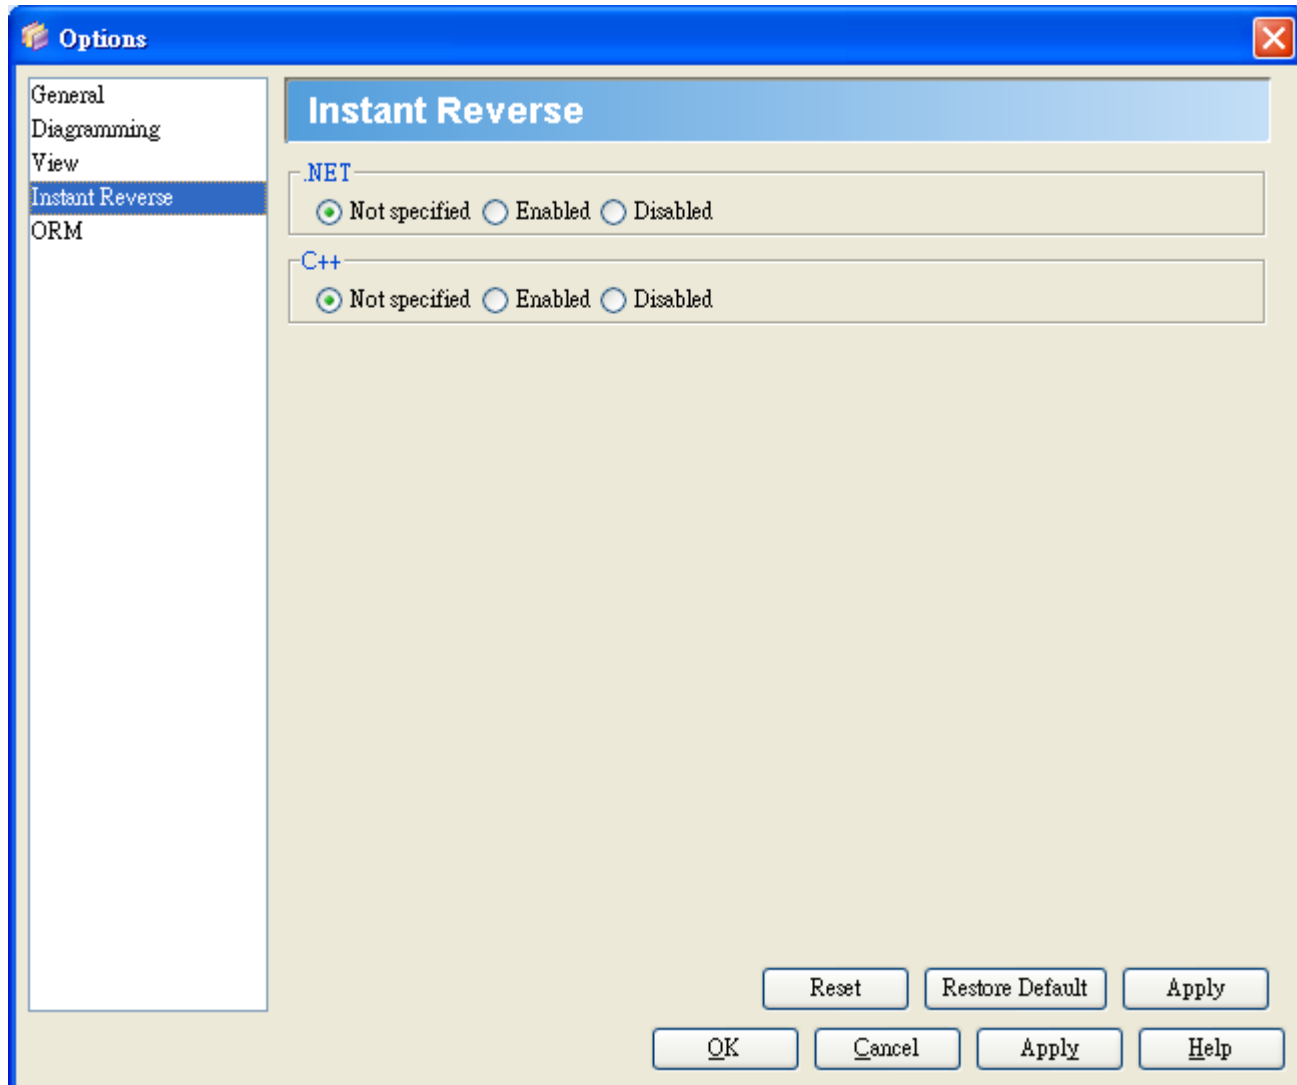 Options
General
Diagramming
View
Instant Reverse
ORM
Instant Reverse
.NET
Not specified Enabled Disabled
C++
Not specified Enabled Disabled
Reset Restore Default Apply
OK Cancel Apply Help